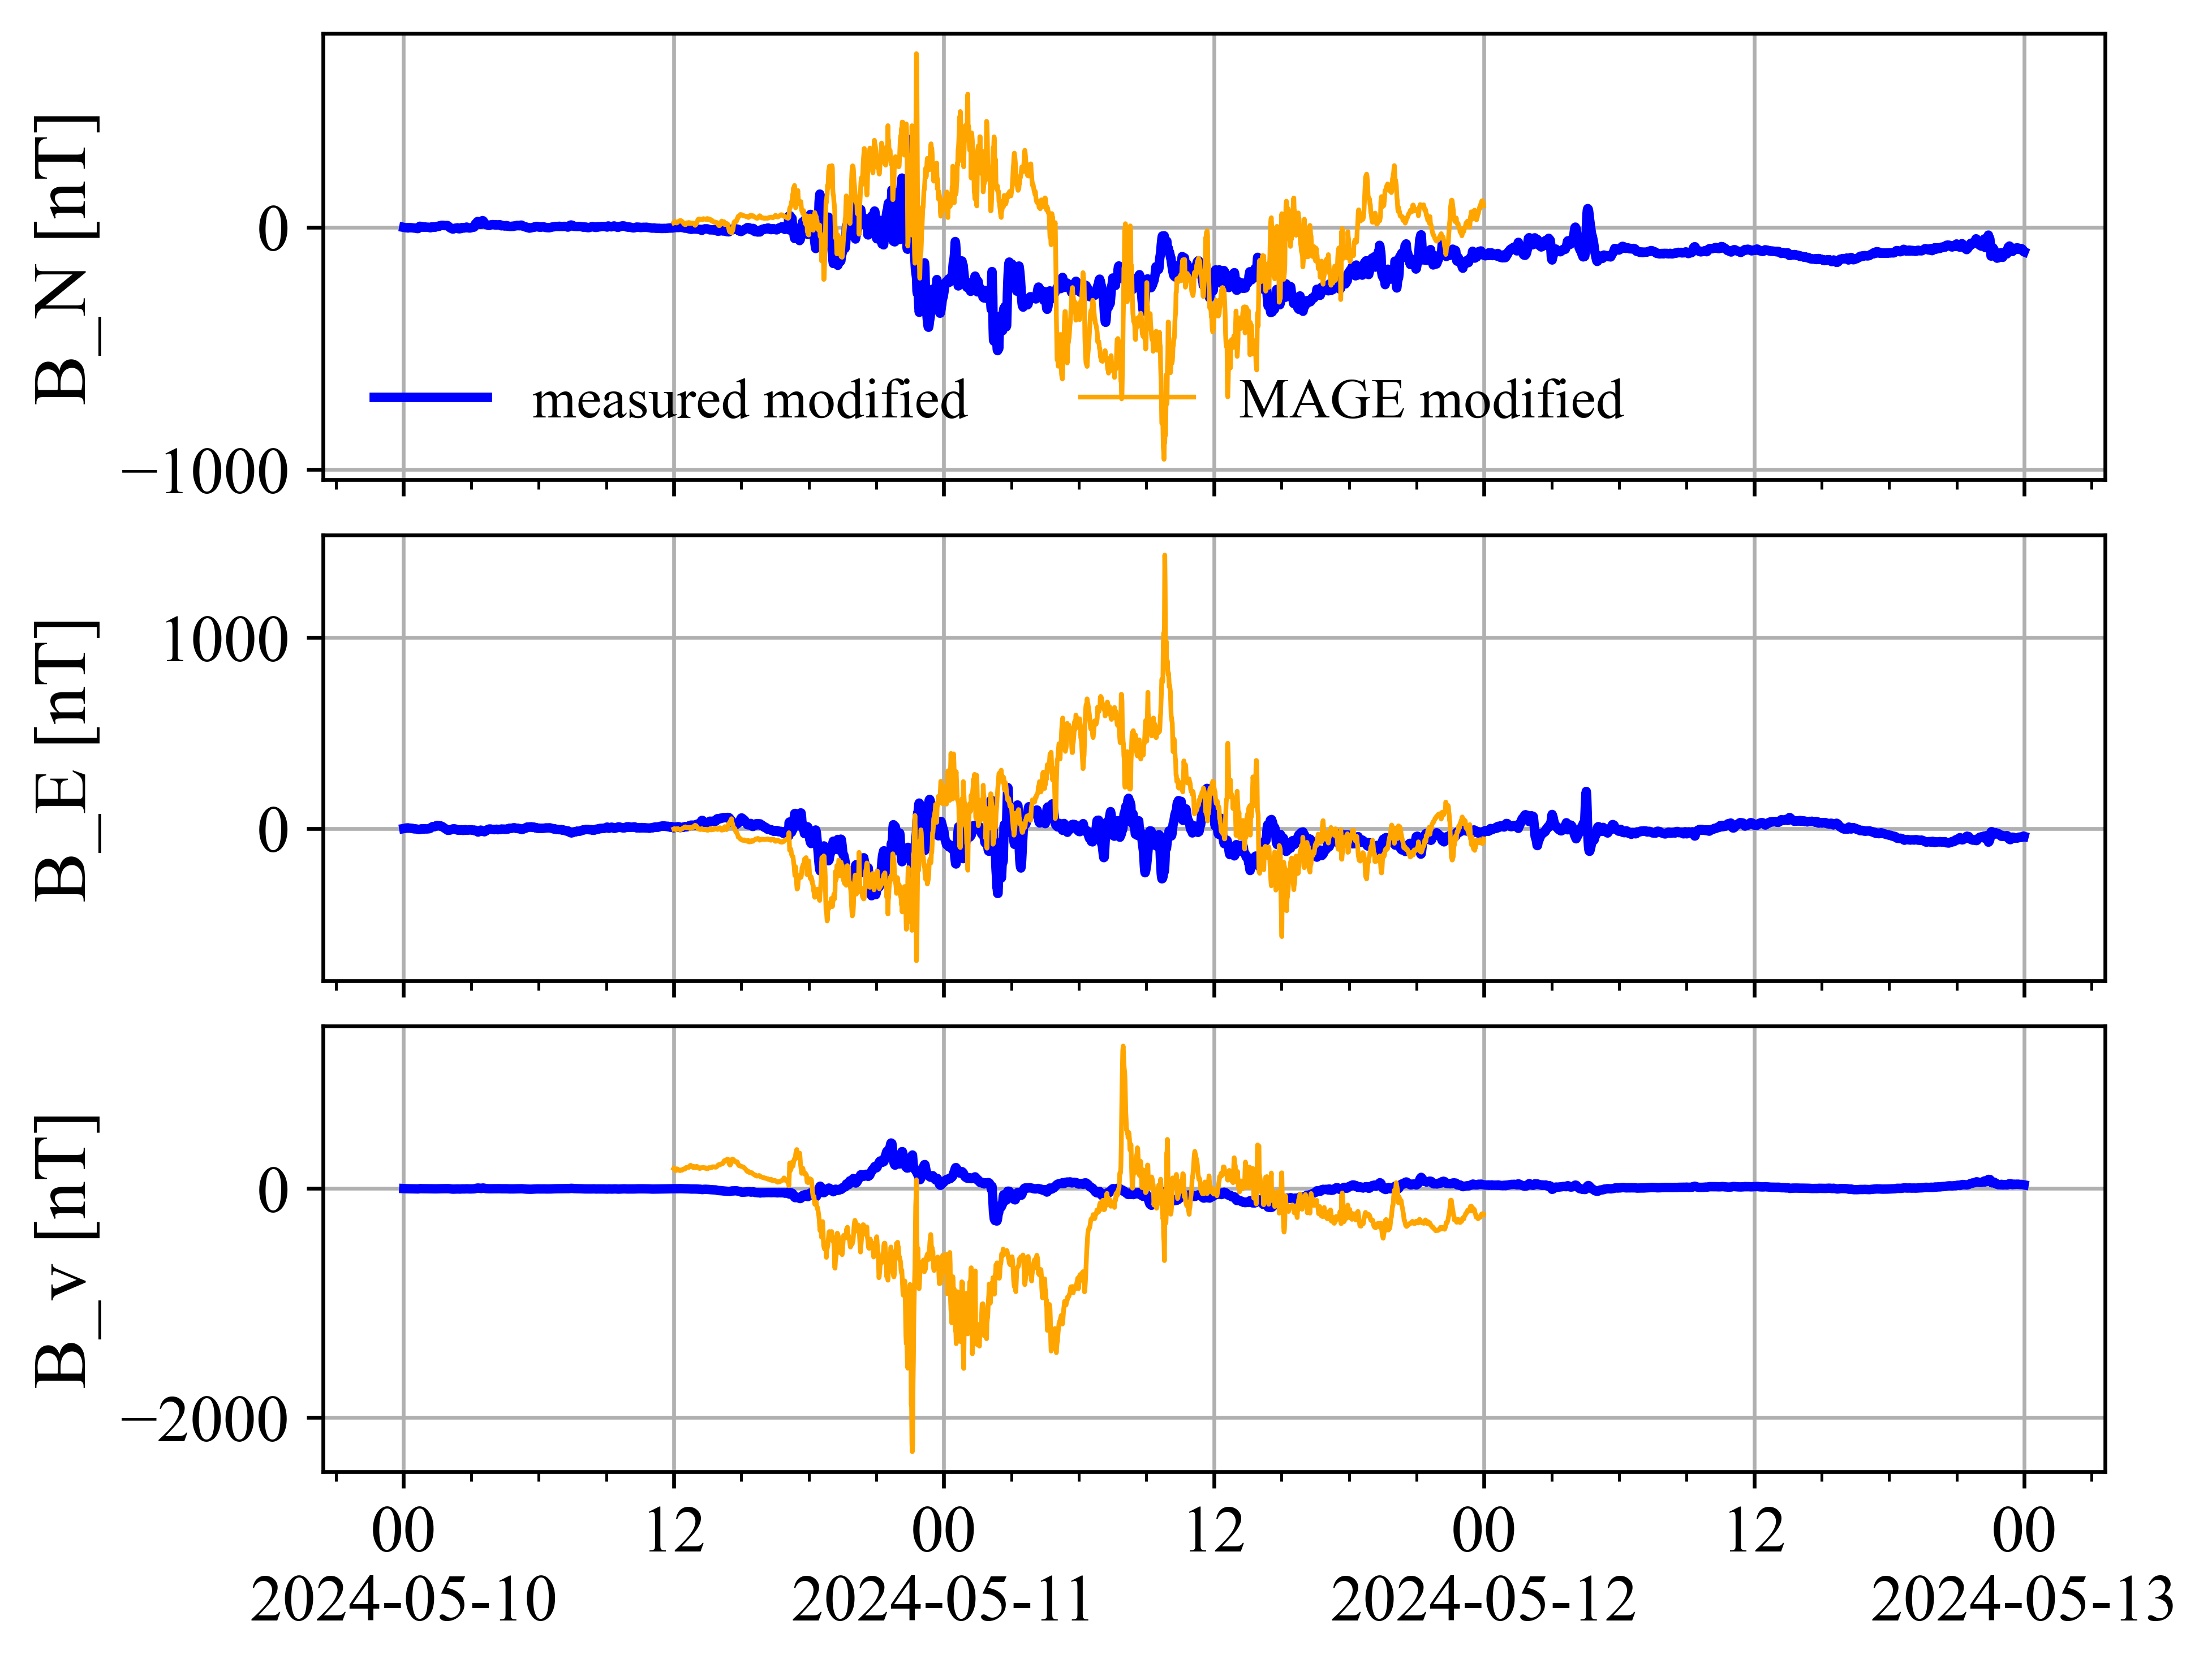 B_N [nT]
0
−1000
measured modified
MAGE modified
B_E [nT]
1000
0
B_v [nT]
0
−2000
00 12 00 12 00 12 00
2024-05-10 2024-05-11 2024-05-12 2024-05-13